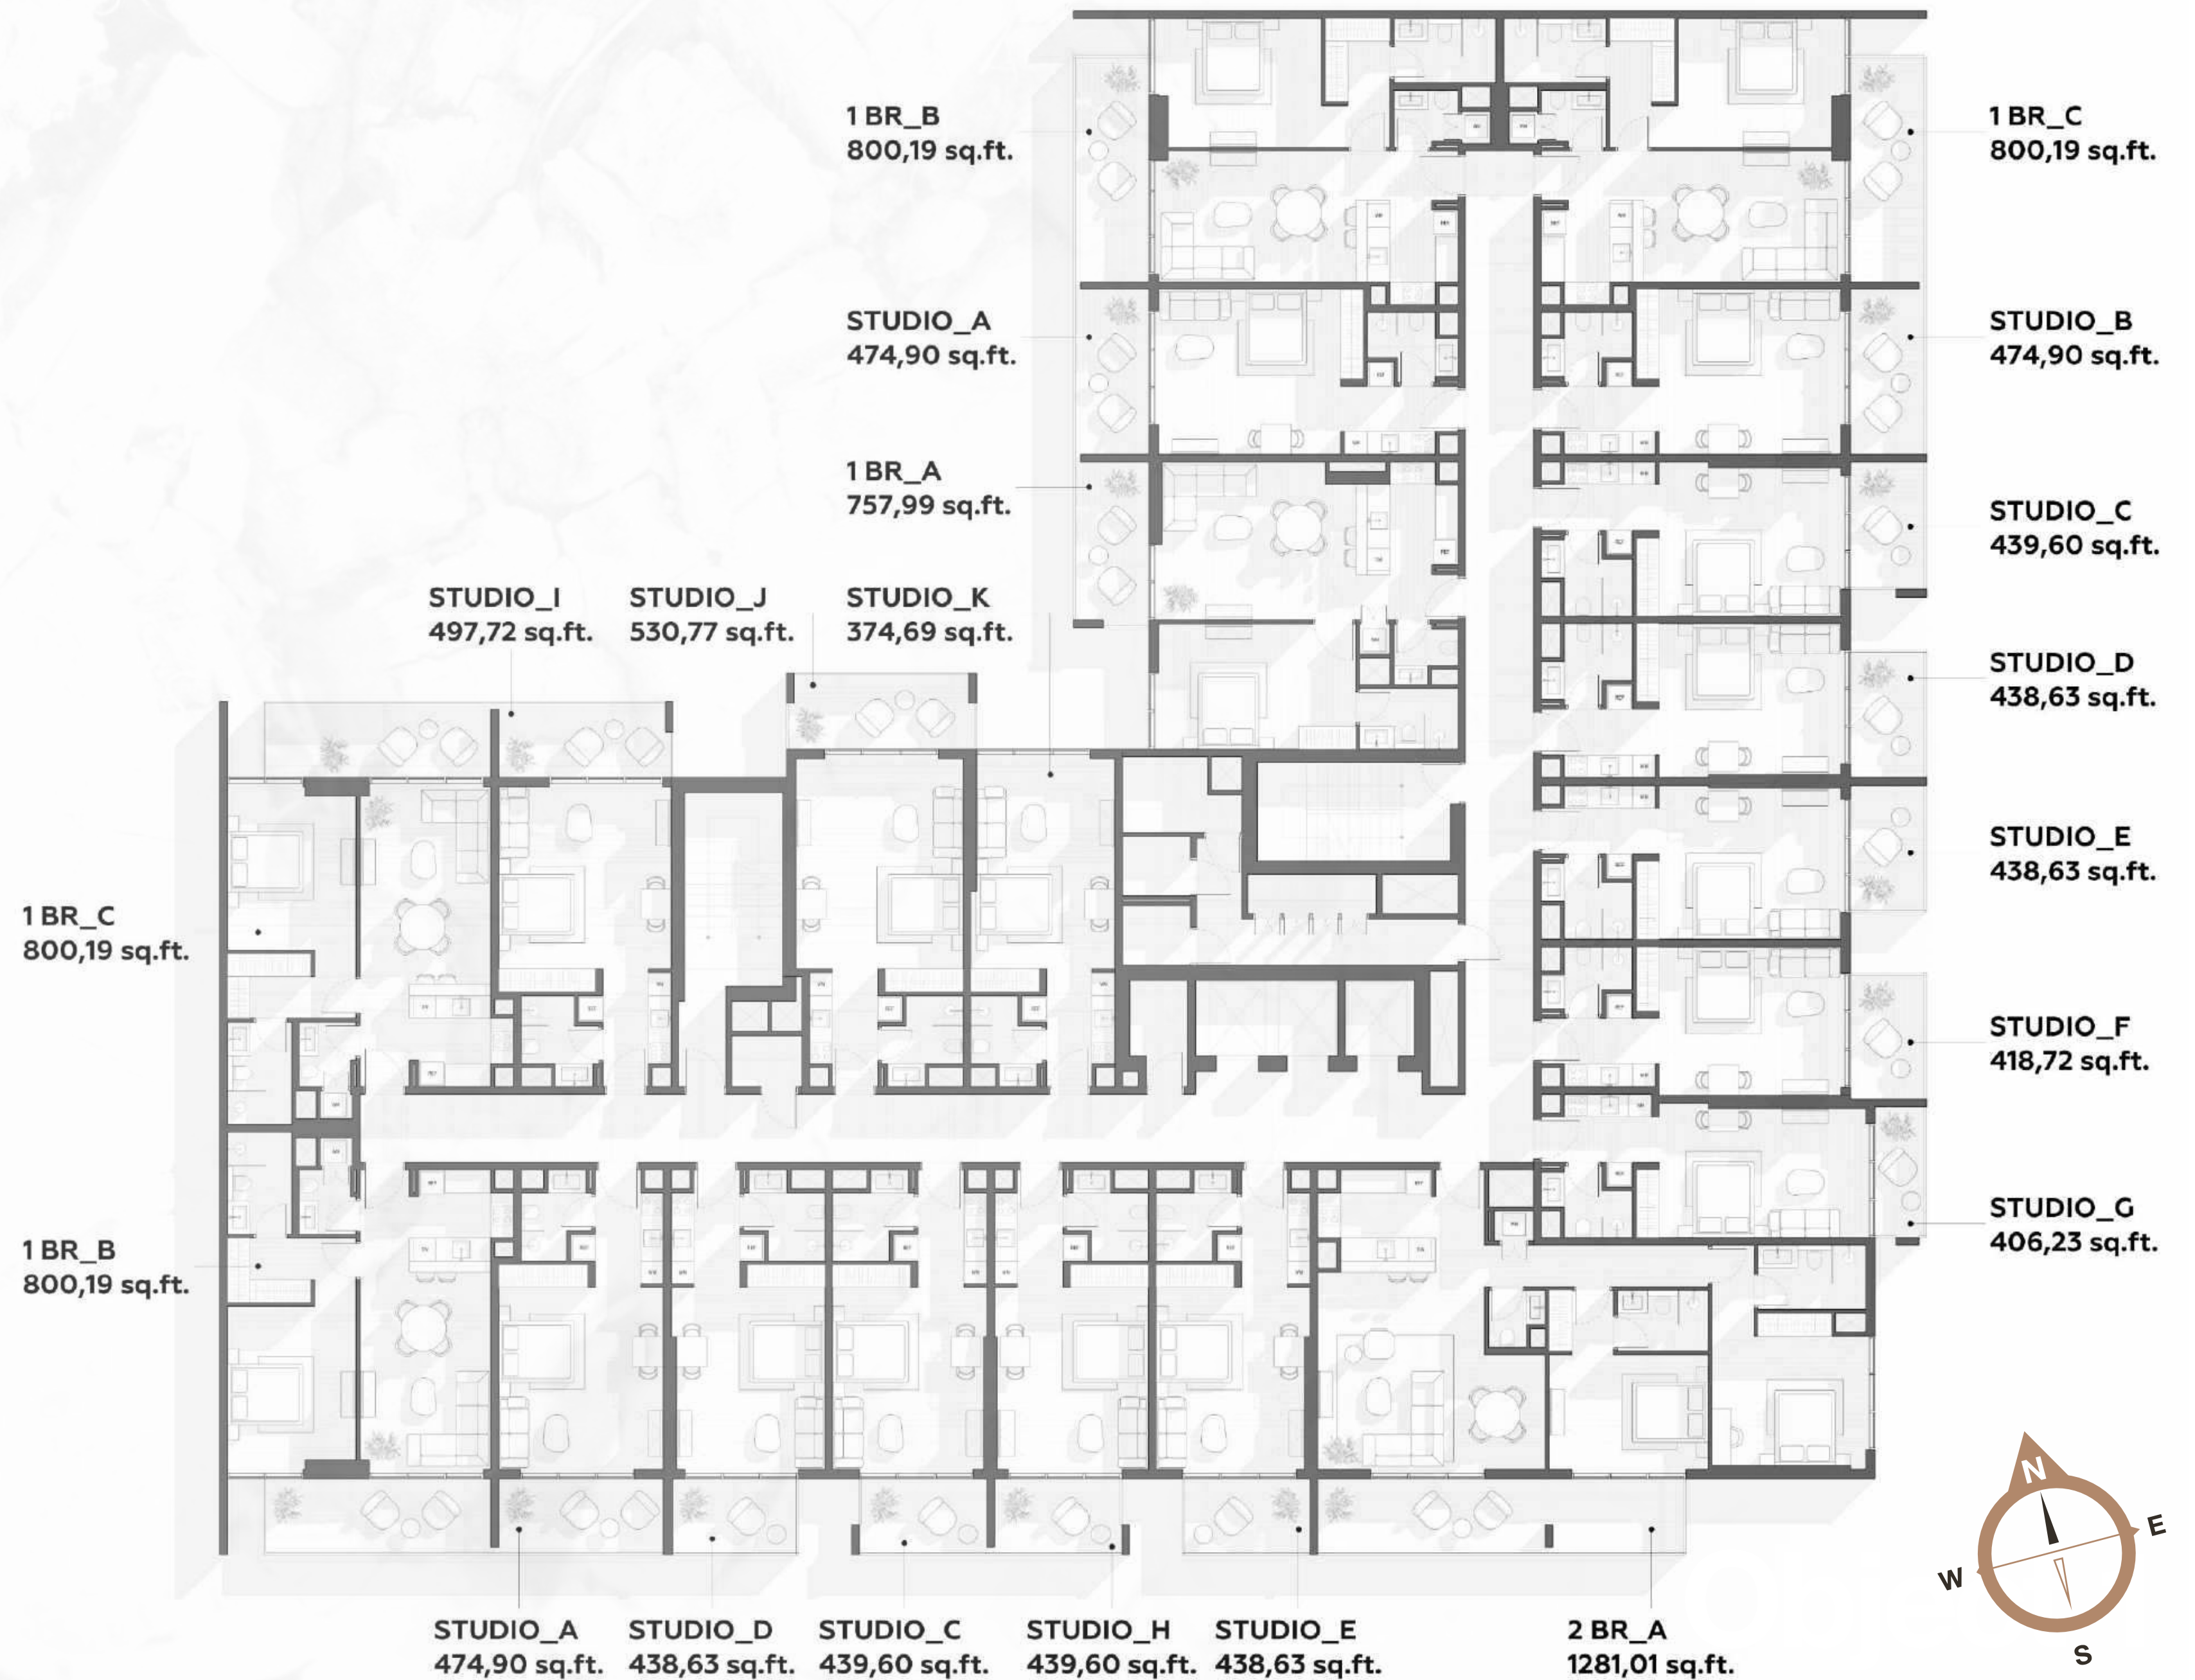 1 BR_B
800,19 sq.ft.
1 BR_C
800,19 sq.ft.
STUDIO_A
474,90 sq.ft.
STUDIO_B
474,90 sq.ft.
1 BR_A
757,99 sq.ft.
STUDIO_C
439,60 sq.ft.
STUDIO_I
497,72 sq.ft.
STUDIO_J
530,77 sq.ft.
STUDIO_K
374,69 sq.ft.
STUDIO_D
438,63 sq.ft.
STUDIO_E
438,63 sq.ft.
1 BR_C
800,19 sq.ft.
STUDIO_F
418,72 sq.ft.
STUDIO_G
406,23 sq.ft.
1 BR_B
800,19 sq.ft.
N
E
W
S
STUDIO_A
474,90 sq.ft.
STUDIO_D
438,63 sq.ft.
STUDIO_C
439,60 sq.ft.
STUDIO_H
439,60 sq.ft.
STUDIO_E
438,63 sq.ft.
2 BR_A
1281,01 sq.ft.